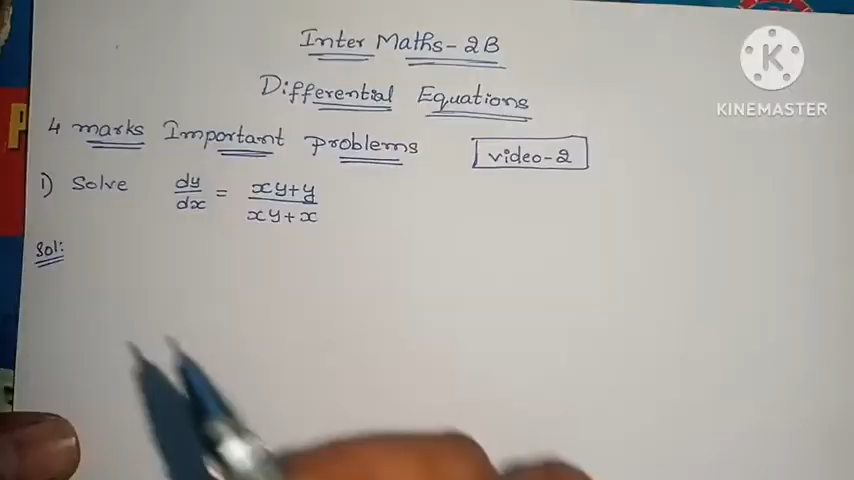 Inter Maths-2B
KINEMASTER
Differential Equations
4 marks Important problems
video-2
1) Solve dy/dx = xy+y/xy+x
Sol: